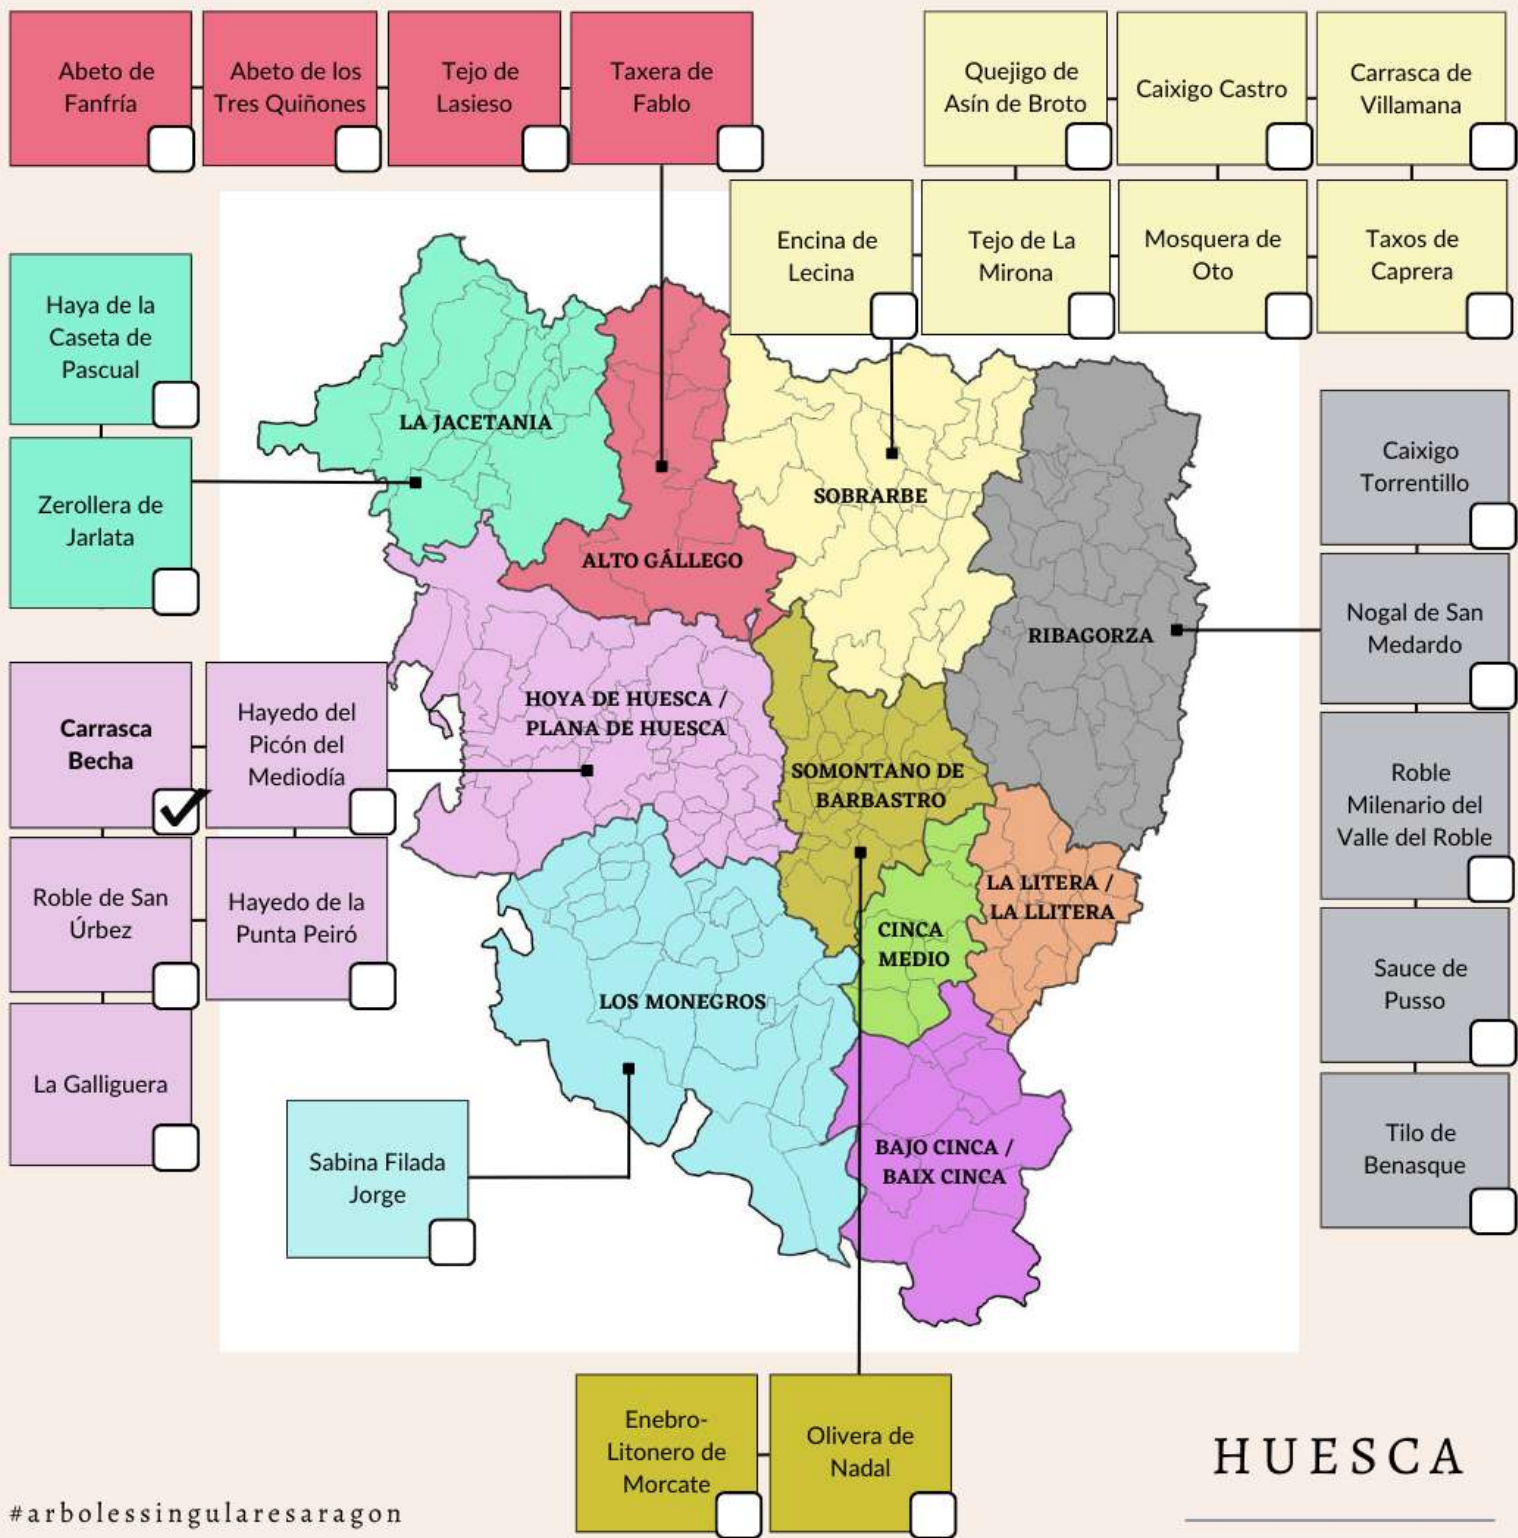 Abeto de
Fanfría
Abeto de los
Tres Quiñones
Tejo de
Lasieso
Taxera de
Fablo
Quejigo de
Asín de Broto
Caixigo Castro
Carrasca de
Villamana
Encina de
Lecina
Tejo de La
Mirona
Mosquera de
Oto
Taxos de
Caprera
Haya de la
Caseta de
Pascual
Zerollera de
Jarlata
LA JACETANIA
ALTO GÁLLEGO
SOBRARBE
RIBAGORZA
HOYA DE HUESCA /
PLANA DE HUESCA
SOMONTANO DE
BARBASTRO
LA LITERA /
LA LLITERA
CINCA
MEDIO
LOS MONEGROS
BAJO CINCA /
BAIX CINCA
Caixigo
Torrentillo
Nogal de San
Medardo
Roble
Milenario del
Valle del Roble
Sauce de
Pusso
Tilo de
Benasque
Carrasca
Becha
Hayedo del
Picón del
Mediodía
Roble de San
Úrbez
Hayedo de la
Punta Peiró
La Galliguera
Sabina Filada
Jorge
Enebro-
Litonero de
Morcate
Olivera de
Nadal
HUESCA
#arbolessingularesaragon